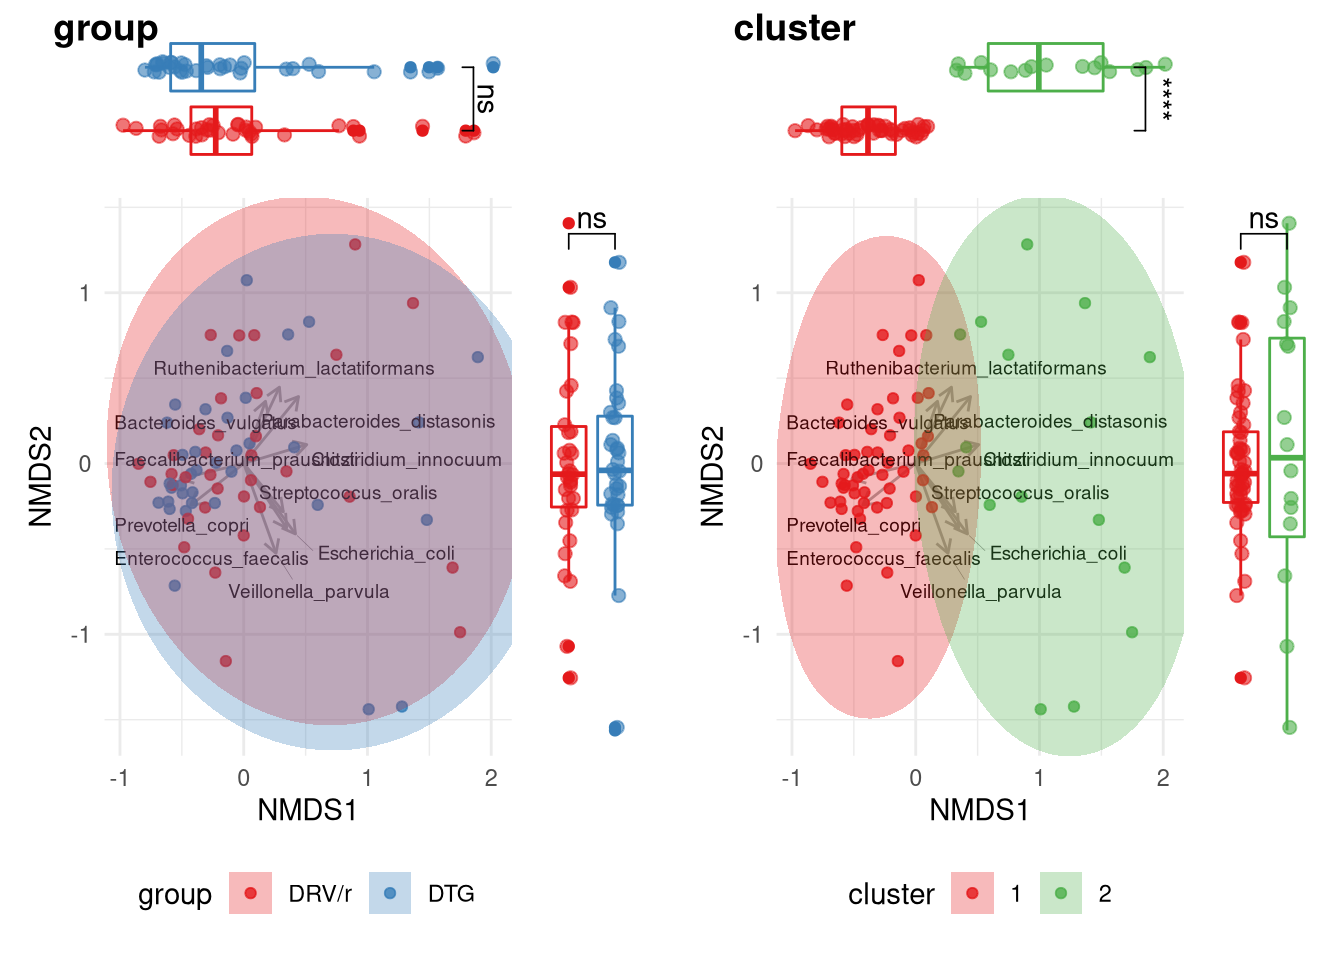 group
ns
ns
1
0
-1
NMDS2
Ruthenibacterium_lactatiformans
Bacteroides_vulgatus
Parabacteroides_distasonis
Faecalibacterium_prausnitzii
Clostridium_innocuum
Streptococcus_oralis
Prevotella_copri
Escherichia_coli
Enterococcus_faecalis
Veillonella_parvula
-1 0 1 2
NMDS1
group DRV/r DTG
cluster
****
ns
1
0
-1
NMDS2
Ruthenibacterium_lactatiformans
Bacteroides_vulgatus
Parabacteroides_distasonis
Faecalibacterium_prausnitzii
Clostridium_innocuum
Streptococcus_oralis
Prevotella_copri
Escherichia_coli
Enterococcus_faecalis
Veillonella_parvula
-1 0 1 2
NMDS1
cluster 1 2